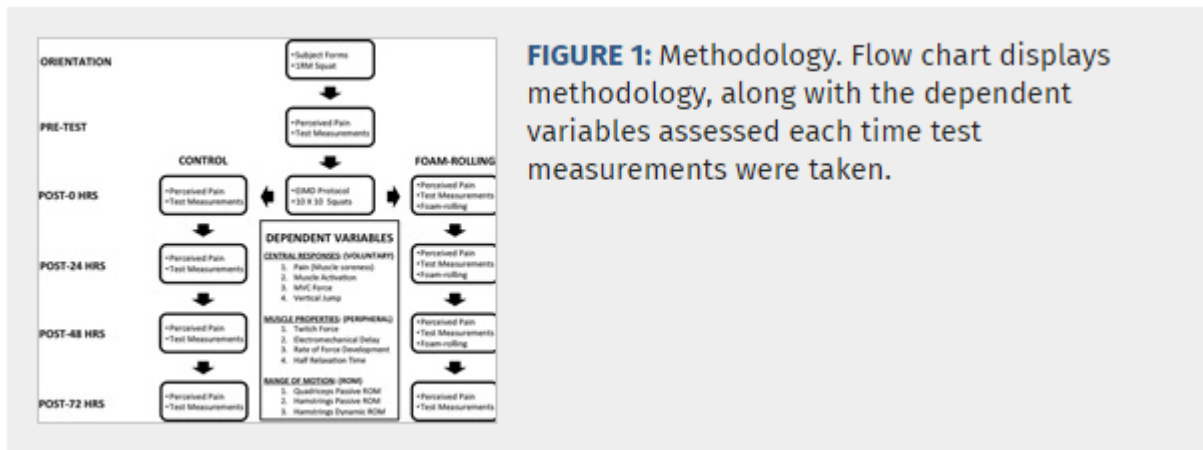 ORIENTATION
•Subject Forms
•1RM Squat
PRE-TEST
•Perceived Pain
•Test Measurements
CONTROL
FOAM-ROLLING
POST-0 HRS
•Perceived Pain
•Test Measurements
•EIMD Protocol
•10 X 10 Squats
•Perceived Pain
•Test Measurements
•Foam-rolling
POST-24 HRS
•Perceived Pain
•Test Measurements
•Perceived Pain
•Test Measurements
•Foam-rolling
POST-48 HRS
•Perceived Pain
•Test Measurements
•Perceived Pain
•Test Measurements
•Foam-rolling
POST-72 HRS
•Perceived Pain
•Test Measurements
•Perceived Pain
•Test Measurements
DEPENDENT VARIABLES
CENTRAL RESPONSES: (VOLUNTARY)
1. Pain (Muscle soreness)
2. Muscle Activation
3. MVC Force
4. Vertical Jump
MUSCLE PROPERTIES: (PERIPHERAL)
1. Twitch Force
2. Electromechanical Delay
3. Rate of Force Development
4. Half Relaxation Time
RANGE OF MOTION: (ROM)
1. Quadriceps Passive ROM
2. Hamstrings Passive ROM
3. Hamstrings Dynamic ROM
FIGURE 1: Methodology. Flow chart displays
methodology, along with the dependent
variables assessed each time test
measurements were taken.